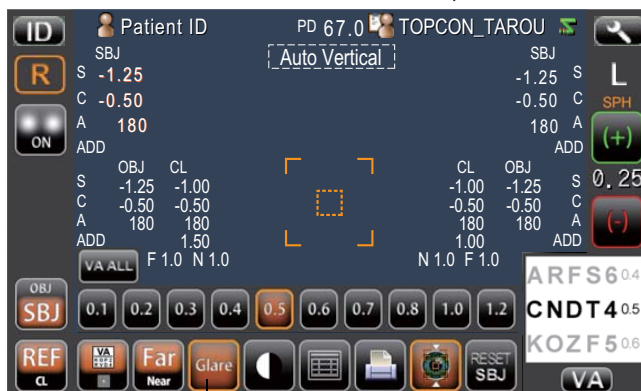 ID Patient ID PD 67.0 TOPCON_TAROU
SBJ Auto Vertical SBJ
R S -1.25 -1.25 S L
C -0.50 -0.50 C SPH
A 180 180 A (+)
ON ADD ADD
OBJ CL CL OBJ
S -1.25 -1.00 -1.00 -1.25 S 0.25
C -0.50 -0.50 -0.50 -0.50 C
A 180 180 180 180 A (-)
ADD 1.50 1.00 ADD
VA ALL F 1.0 N 1.0 N 1.0 F 1.0
ARFS6 0.4
OBJ SBJ 0.1 0.2 0.3 0.4 0.5 0.6 0.7 0.8 1.0 1.2 CNDT4 0.5
KOZF5 0.6
REF CL VA Far Near Glare RESET SBJ VA